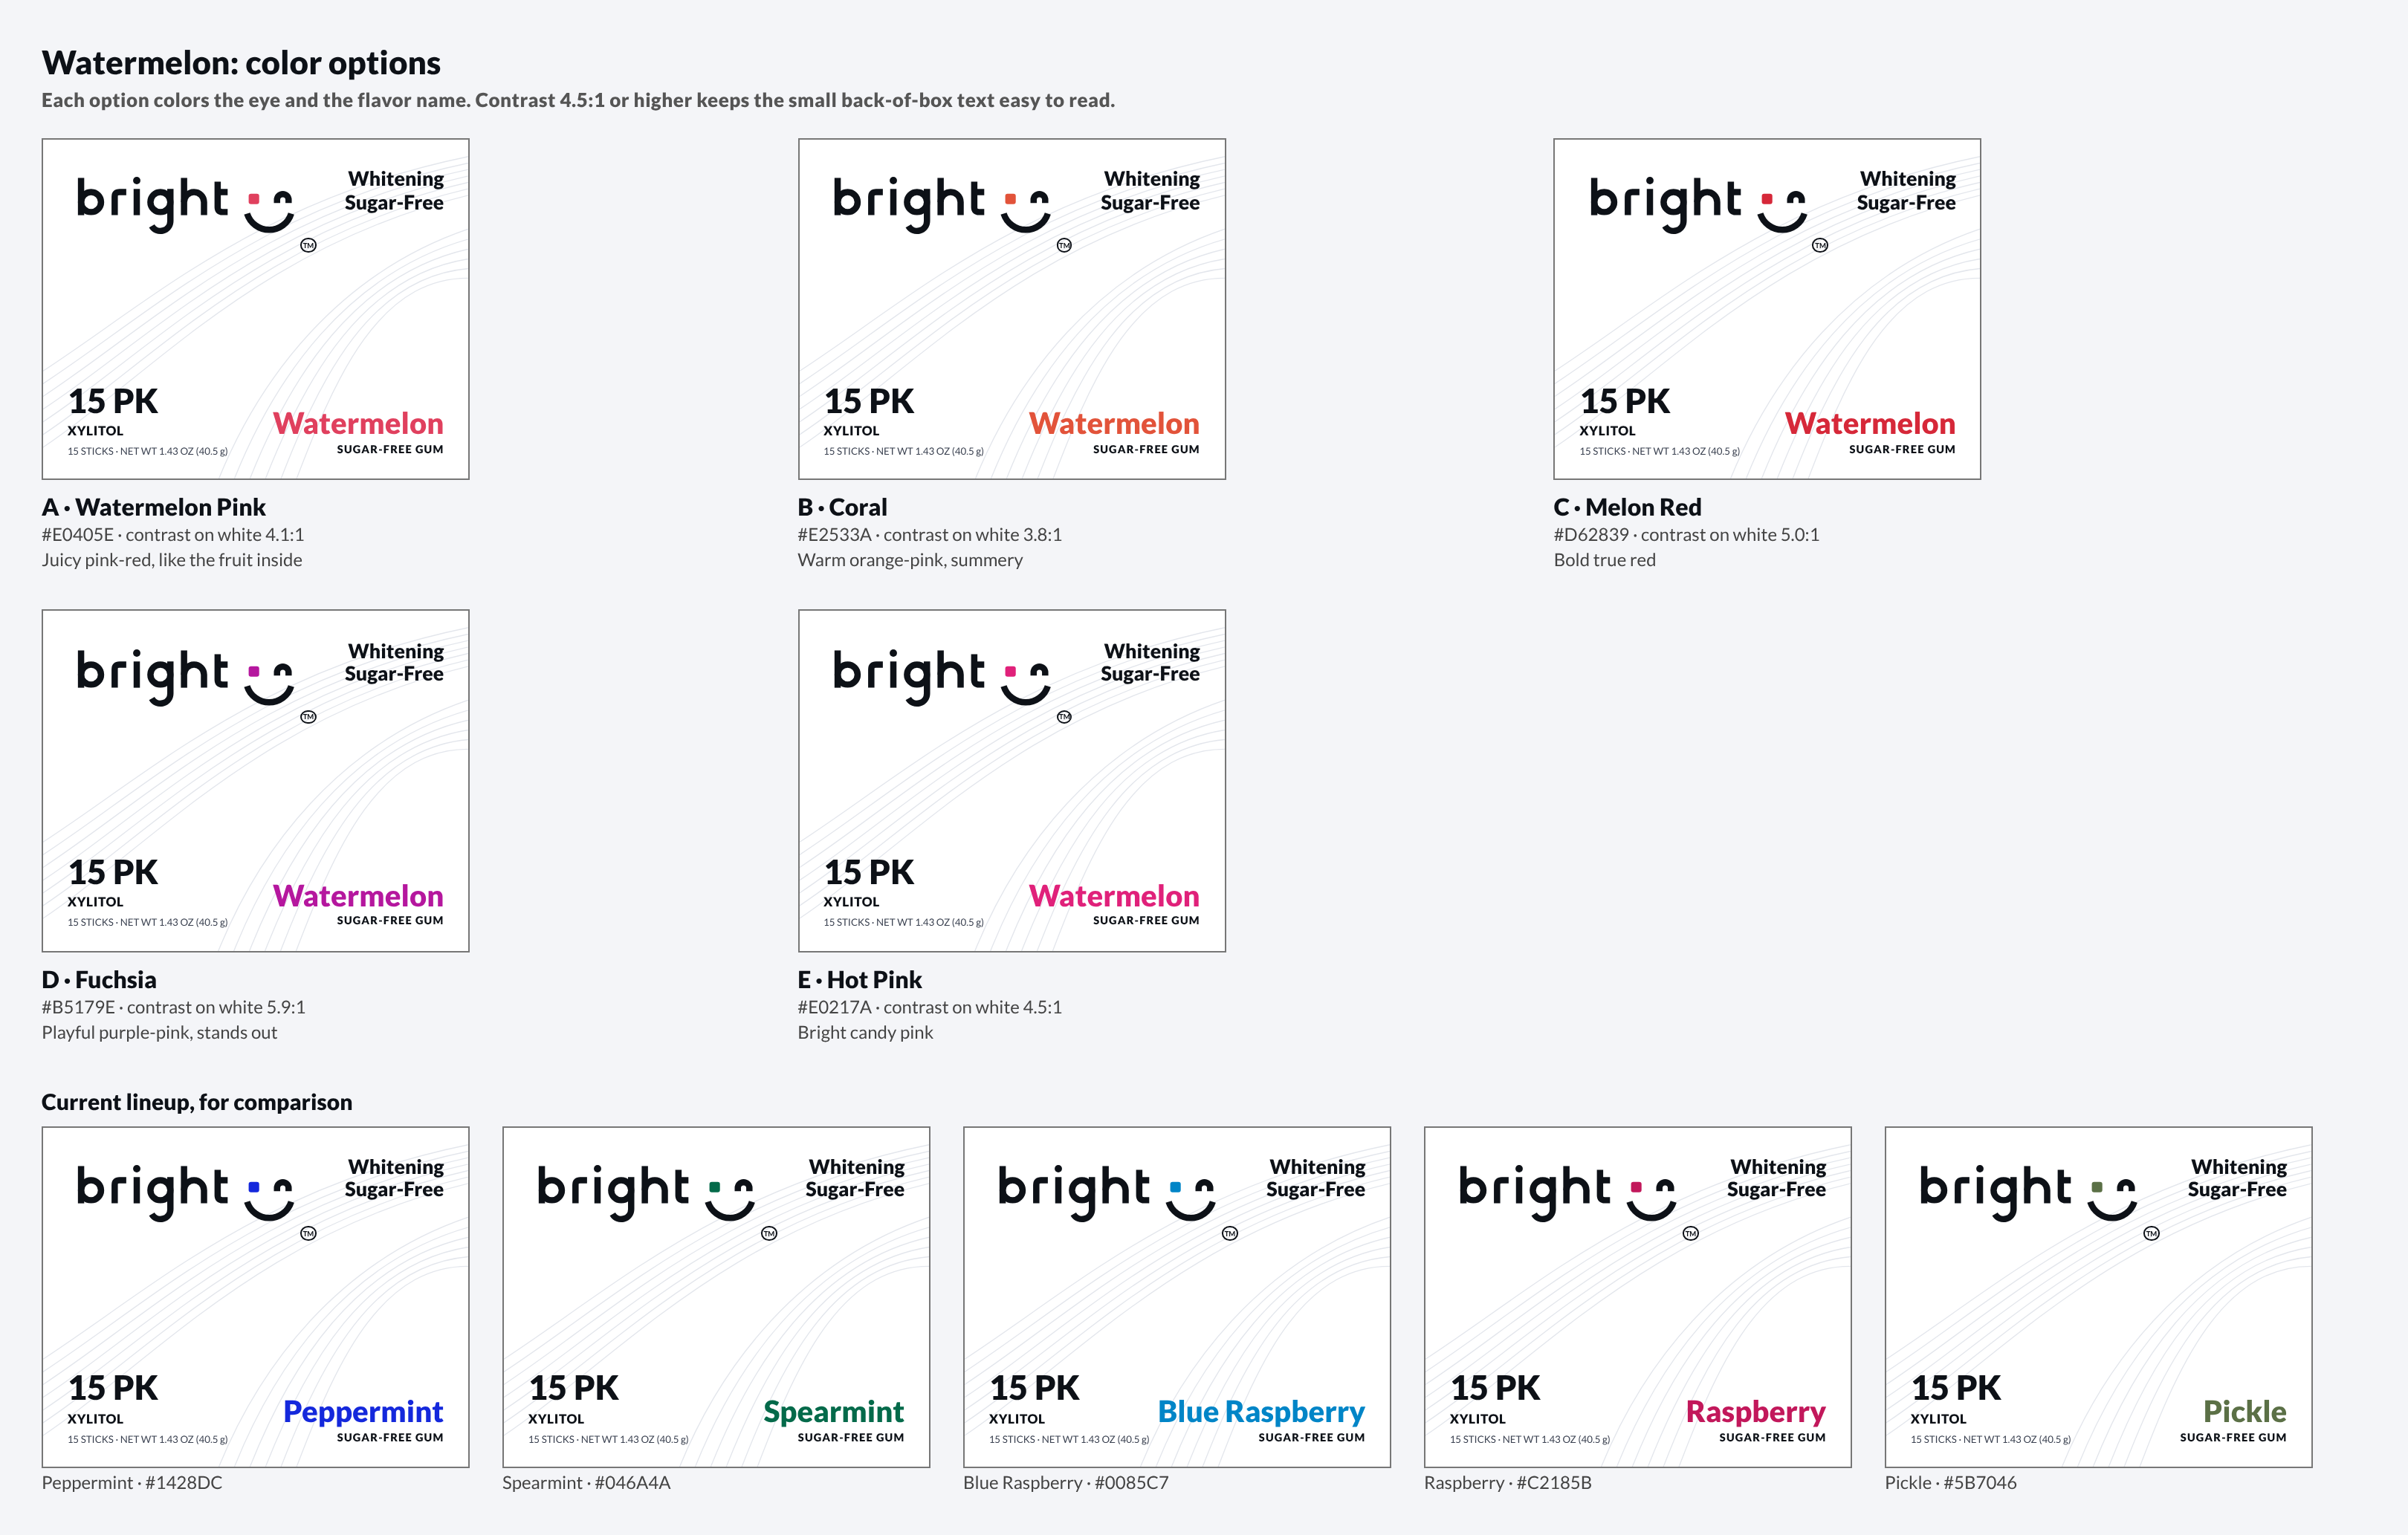 Watermelon: color options
Each option colors the eye and the flavor name. Contrast 4.5:1 or higher keeps the small back-of-box text easy to read.
bright
TM
Whitening
Sugar-Free
15 PK
XYLITOL
15 STICKS · NET WT 1.43 OZ (40.5 g)
Watermelon
SUGAR-FREE GUM
A · Watermelon Pink
#E0405E · contrast on white 4.1:1
Juicy pink-red, like the fruit inside
bright
TM
Whitening
Sugar-Free
15 PK
XYLITOL
15 STICKS · NET WT 1.43 OZ (40.5 g)
Watermelon
SUGAR-FREE GUM
B · Coral
#E2533A · contrast on white 3.8:1
Warm orange-pink, summery
bright
TM
Whitening
Sugar-Free
15 PK
XYLITOL
15 STICKS · NET WT 1.43 OZ (40.5 g)
Watermelon
SUGAR-FREE GUM
C · Melon Red
#D62839 · contrast on white 5.0:1
Bold true red
bright
TM
Whitening
Sugar-Free
15 PK
XYLITOL
15 STICKS · NET WT 1.43 OZ (40.5 g)
Watermelon
SUGAR-FREE GUM
D · Fuchsia
#B5179E · contrast on white 5.9:1
Playful purple-pink, stands out
bright
TM
Whitening
Sugar-Free
15 PK
XYLITOL
15 STICKS · NET WT 1.43 OZ (40.5 g)
Watermelon
SUGAR-FREE GUM
E · Hot Pink
#E0217A · contrast on white 4.5:1
Bright candy pink
Current lineup, for comparison
bright
TM
Whitening
Sugar-Free
15 PK
XYLITOL
15 STICKS · NET WT 1.43 OZ (40.5 g)
Peppermint
SUGAR-FREE GUM
Peppermint · #1428DC
bright
TM
Whitening
Sugar-Free
15 PK
XYLITOL
15 STICKS · NET WT 1.43 OZ (40.5 g)
Spearmint
SUGAR-FREE GUM
Spearmint · #046A4A
bright
TM
Whitening
Sugar-Free
15 PK
XYLITOL
15 STICKS · NET WT 1.43 OZ (40.5 g)
Blue Raspberry
SUGAR-FREE GUM
Blue Raspberry · #0085C7
bright
TM
Whitening
Sugar-Free
15 PK
XYLITOL
15 STICKS · NET WT 1.43 OZ (40.5 g)
Raspberry
SUGAR-FREE GUM
Raspberry · #C2185B
bright
TM
Whitening
Sugar-Free
15 PK
XYLITOL
15 STICKS · NET WT 1.43 OZ (40.5 g)
Pickle
SUGAR-FREE GUM
Pickle · #5B7046